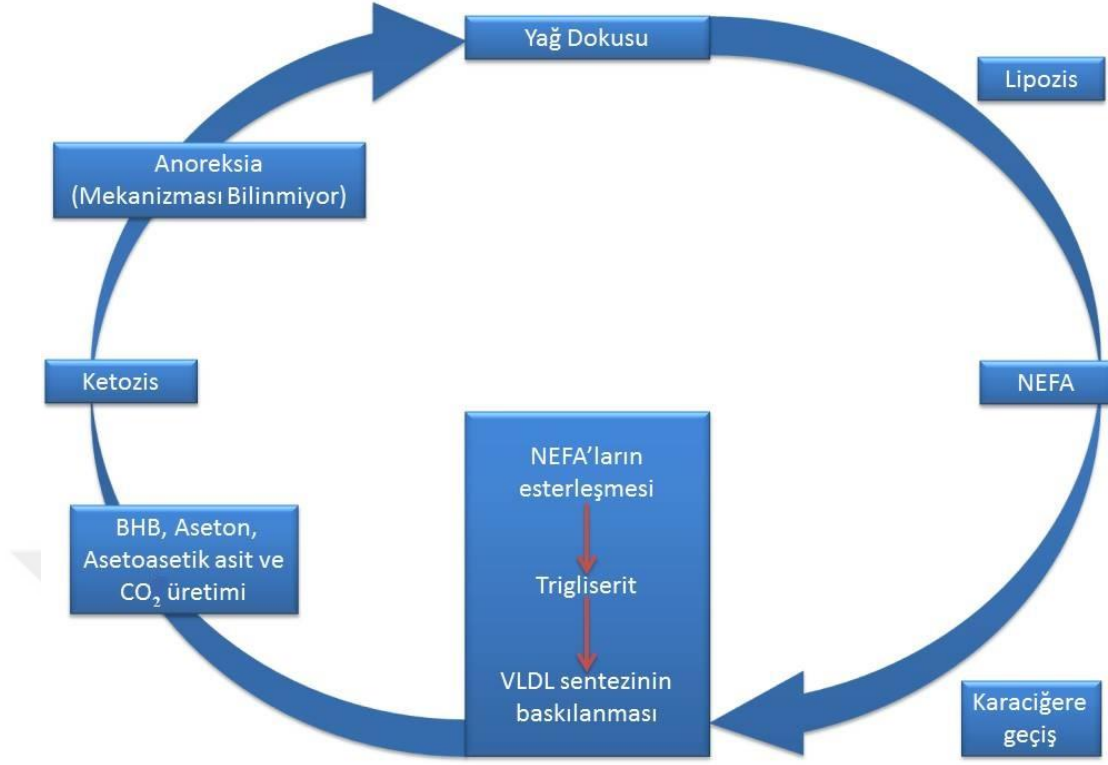 Yağ Dokusu
Lipozis
NEFA
Karaciğere
geçiş
NEFA’ların
esterleşmesi
Trigliserit
VLDL sentezinin
baskılanması
BHB, Aseton,
Asetoasetik asit ve
CO₂ üretimi
Ketozis
Anoreksia
(Mekanizması Bilinmiyor)